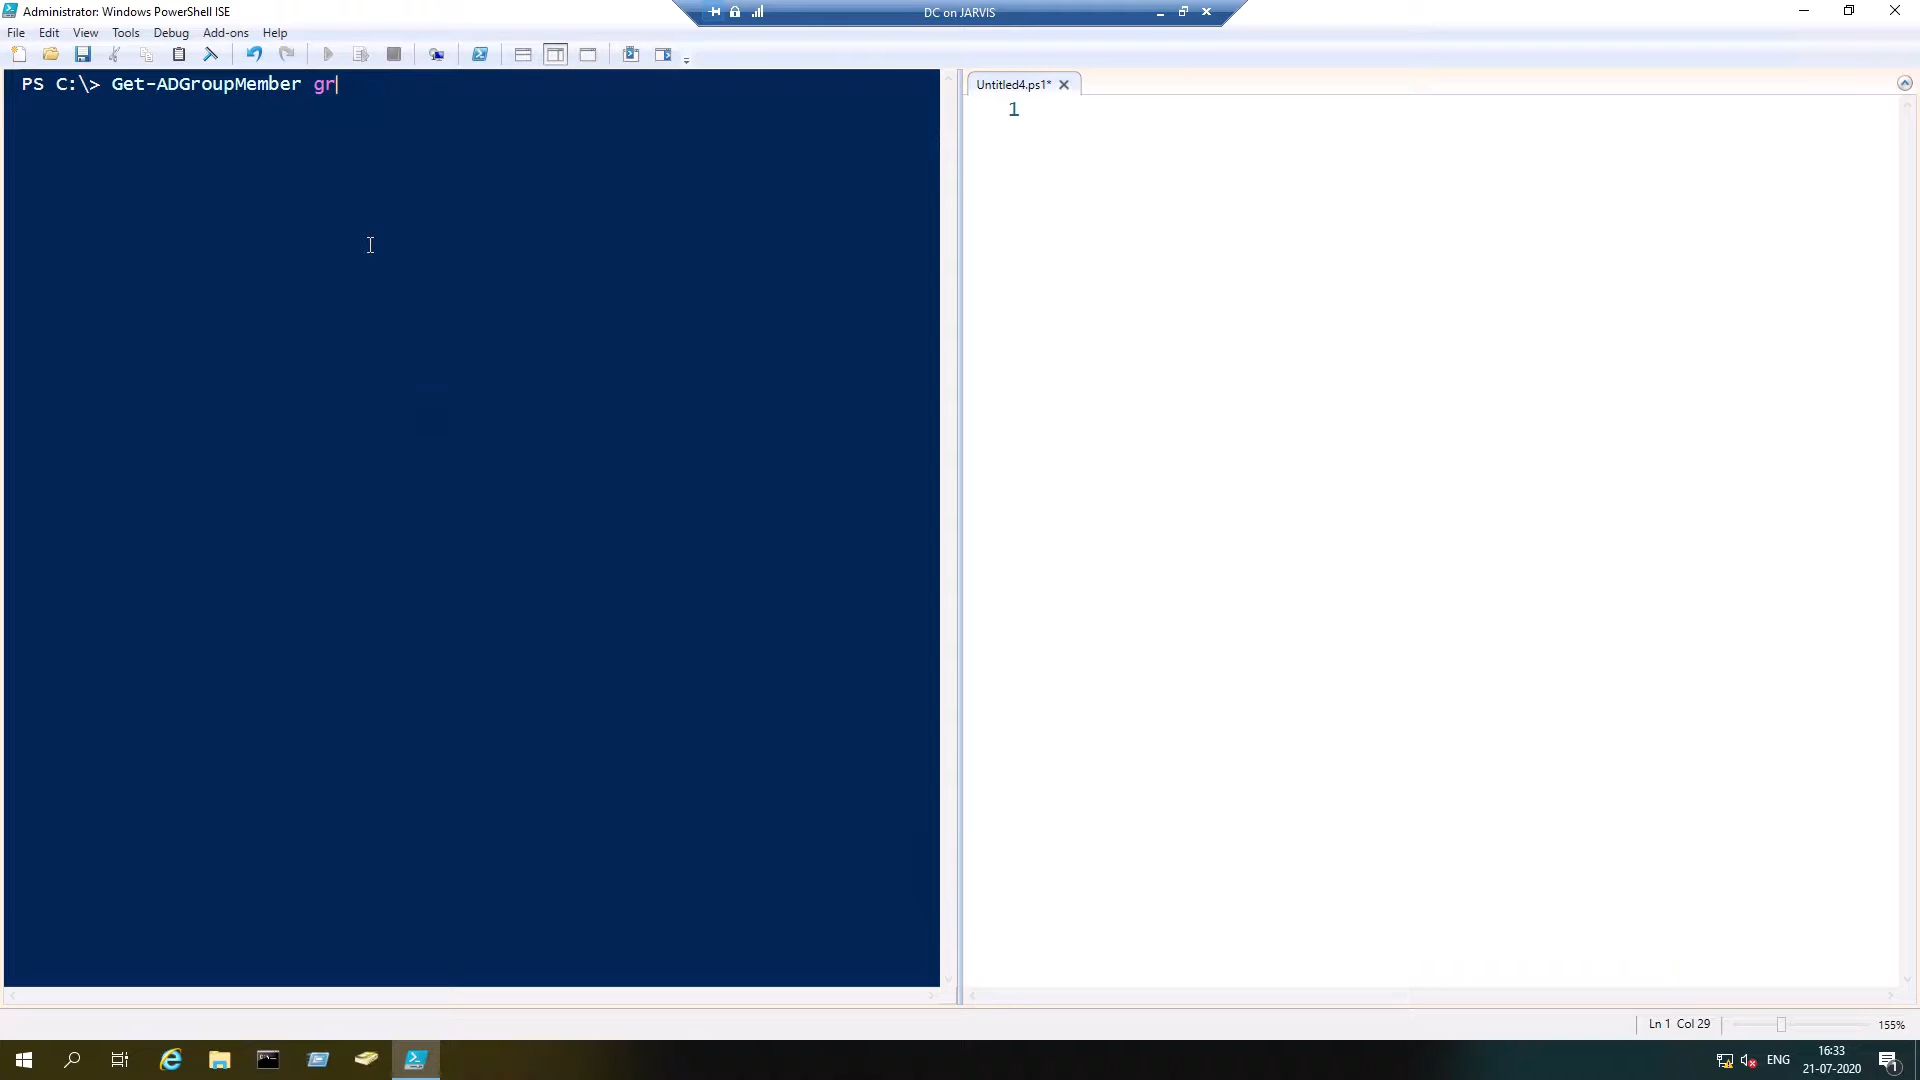 Administrator: Windows PowerShell ISE
DC on JARVIS
File Edit View Tools Debug Add-ons Help
PS C:\> Get-ADGroupMember gr
Untitled4.ps1*
1
Ln 1 Col 29
155%
ENG
16:33
21-07-2020
1